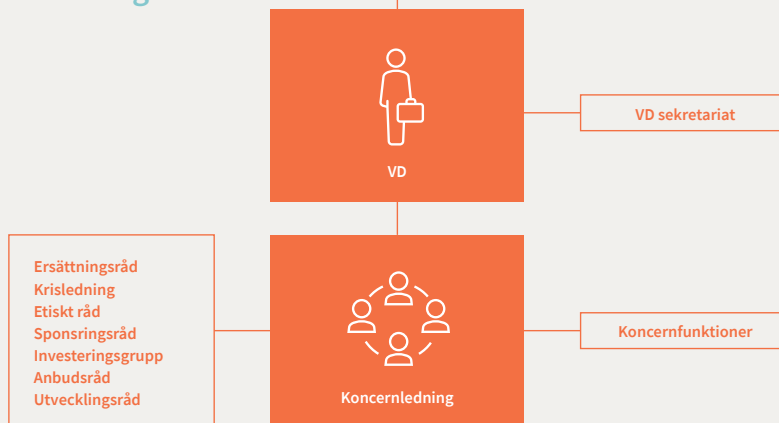 VD
VD sekretariat
Ersättningsråd
Krisledning
Etiskt råd
Sponsringsråd
Investeringsgrupp
Anbudsråd
Utvecklingsråd
Koncernledning
Koncernfunktioner